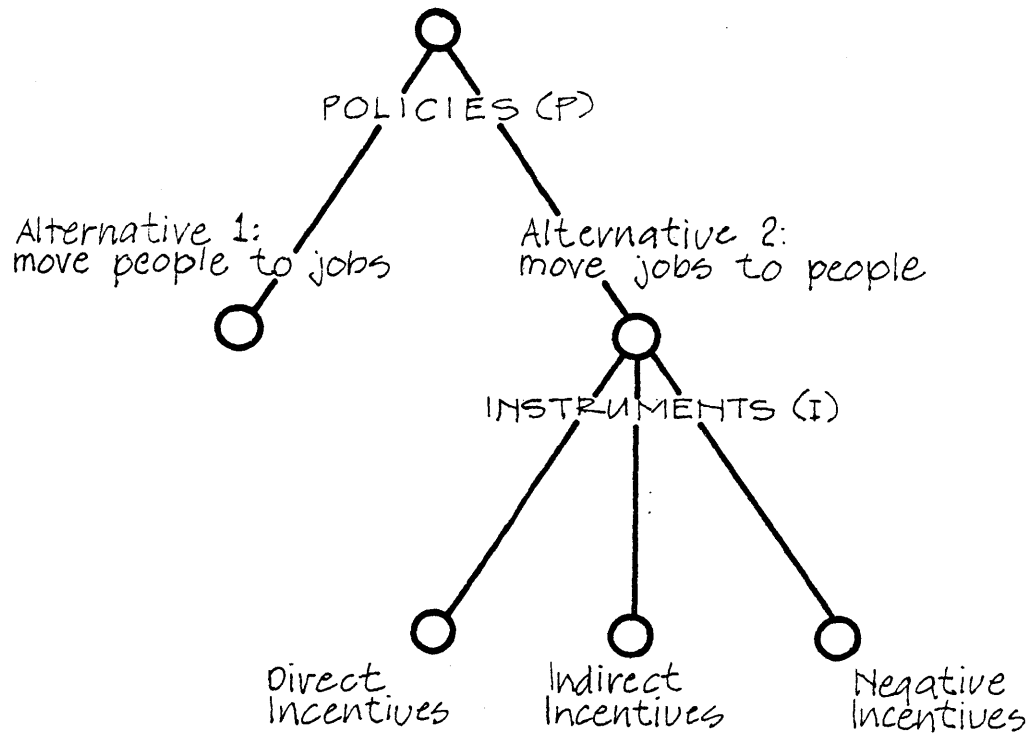 POLICIES (P)
Alternative 1:
move people to jobs
Alternative 2:
move jobs to people
INSTRUMENTS (I)
Direct
Incentives
Indirect
Incentives
Negative
Incentives